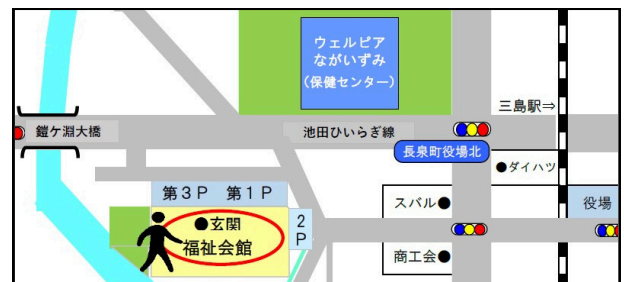 ウェルピア
ながいずみ
(保健センター)
三島駅⇒
鎧ケ淵大橋
池田ひいらぎ線
長泉町役場北
●ダイハツ
第3P 第1P
スバル●
役場
●玄関
2
P
福祉会館
商工会●